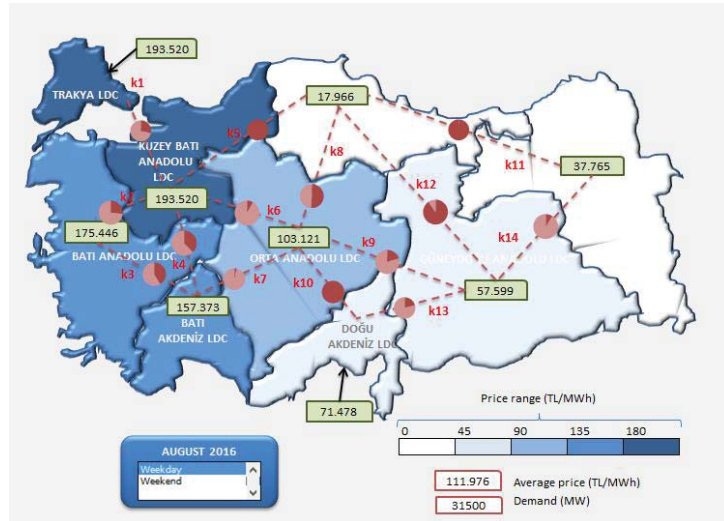 193.520
k1
TRAKYA LDC
17.966
k5
KUZEY BATI
ANADOLU
LDC
k8
k11
37.765
k12
k2
193.520
k6
175.446
103.121
k14
BATI ANADOLU LDC
k4
ORTA ANADOLU LDC
k9
k3
k7
k10
57.599
157.373
BATI
AKDENİZ LDC
k13
DOĞU
AKDENİZ LDC
71.478
Price range (TL/MWh)
0 45 90 135 180
AUGUST 2016
Weekday
Weekend
111.976 Average price (TL/MWh)
31500 Demand (MW)